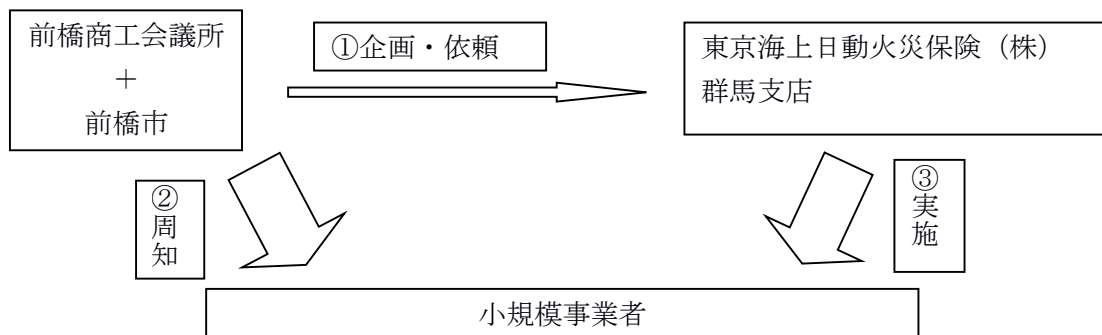 前橋商工会議所
+
前橋市
①企画・依頼
東京海上日動火災保険（株）
群馬支店
②周知
③実施
小規模事業者